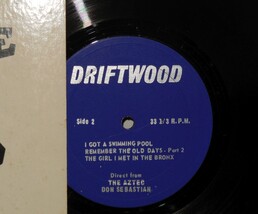 DRIFTWOOD
Side 2
33 1/3 R.P.M.
I GOT A SWIMMING POOL
REMEMBER THE OLD DAYS - Part 2
THE GIRL I MET IN THE BRONX
Direct from
THE AZTEC
DON SEBASTIAN